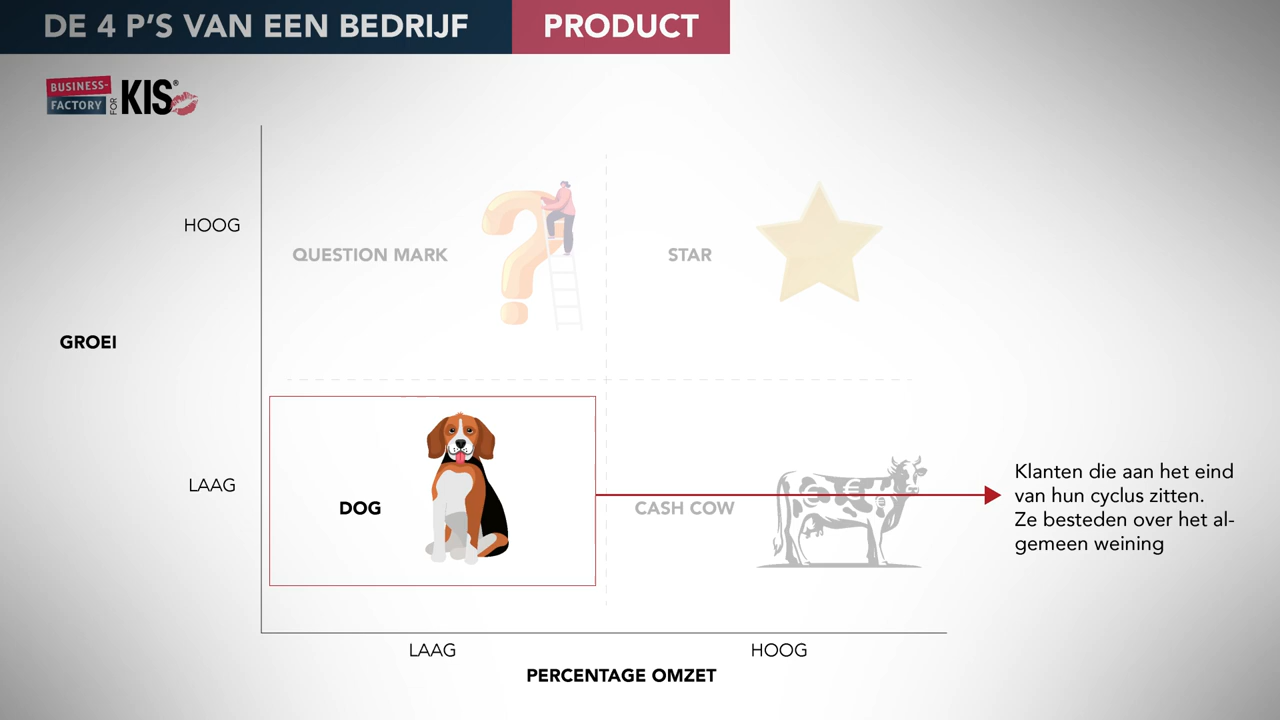 DE 4 P'S VAN EEN BEDRIJF PRODUCT
BUSINESS-
FACTORY
FOR
KIS®
HOOG
QUESTION MARK
STAR
GROEI
LAAG
DOG
CASH COW
Klanten die aan het eind
van hun cyclus zitten.
Ze besteden over het al-
gemeen weining
LAAG
HOOG
PERCENTAGE OMZET